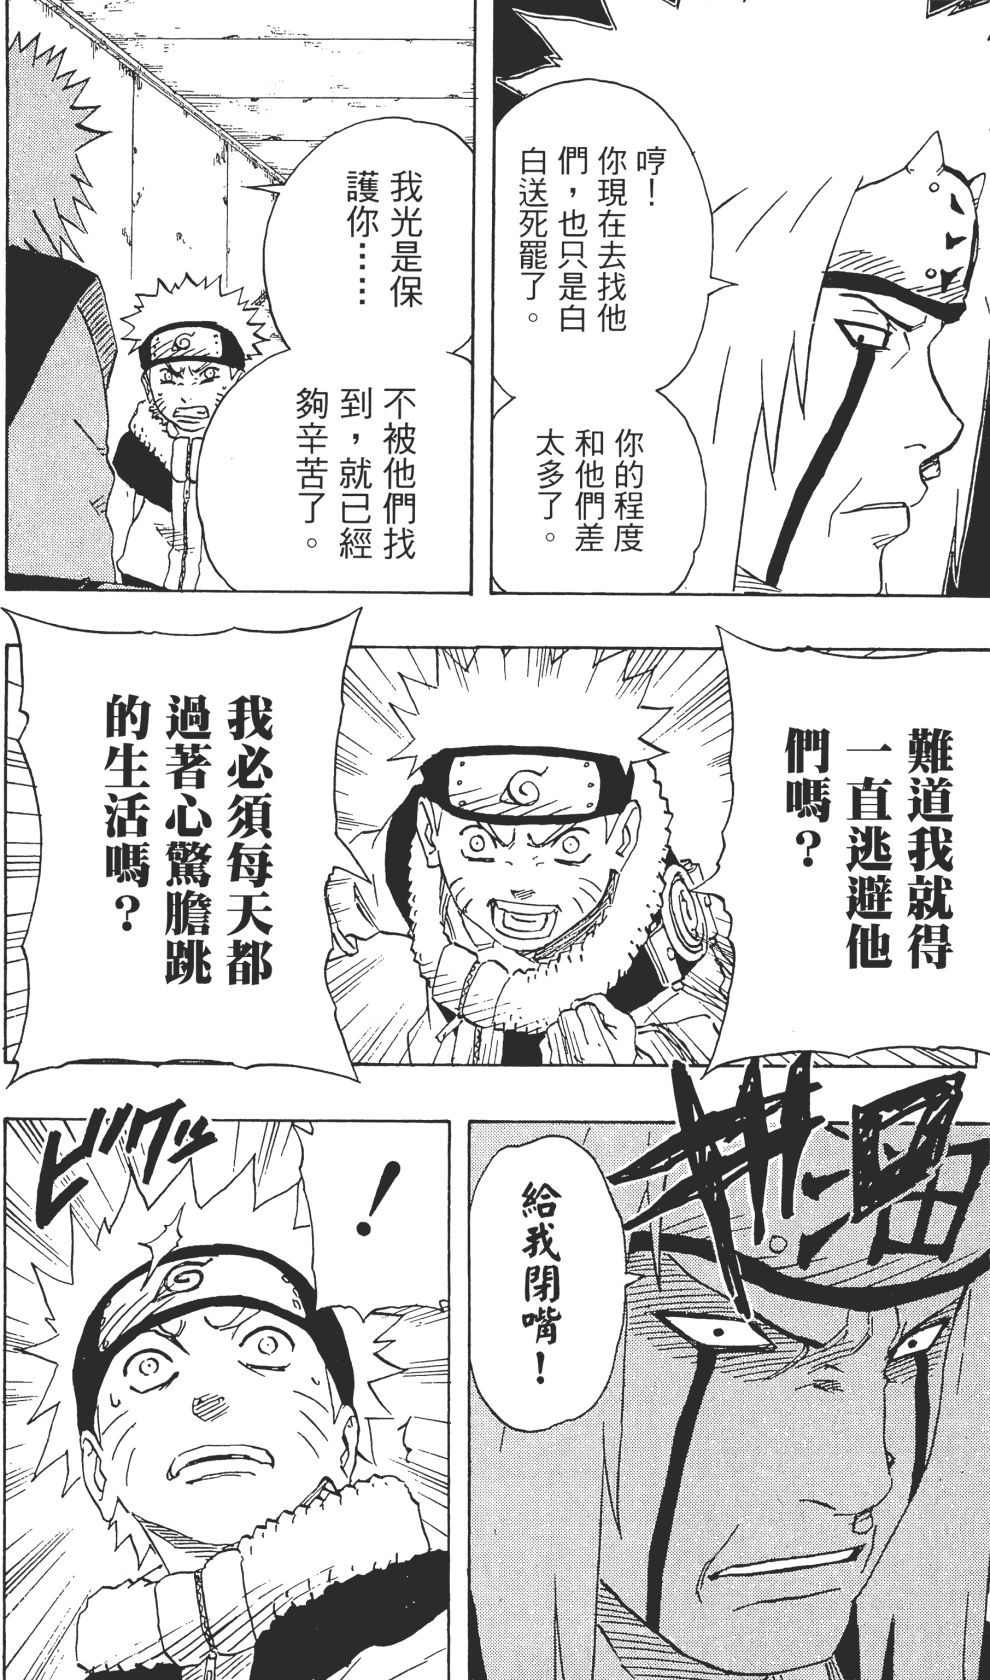 哼！
你現在去找他
們，也只是白
白送死罷了。
你的程度
和他們差
太多了。
我光是保
護你……
不被他們找
到，就已經
夠辛苦了。
難道我就得
一直逃避他
們嗎？
我必須每天都
過著心驚膽跳
的生活嗎？
油
給我閉嘴！
！
ビクッ